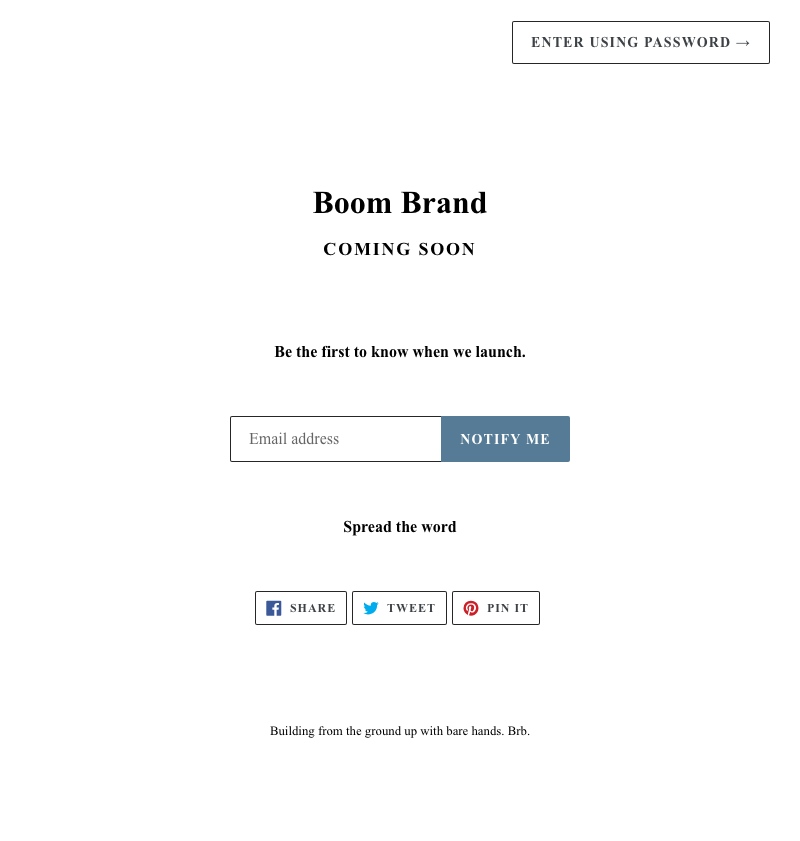 ENTER USING PASSWORD →
Boom Brand
COMING SOON
Be the first to know when we launch.
Email address
NOTIFY ME
Spread the word
SHARE
TWEET
PIN IT
Building from the ground up with bare hands. Brb.